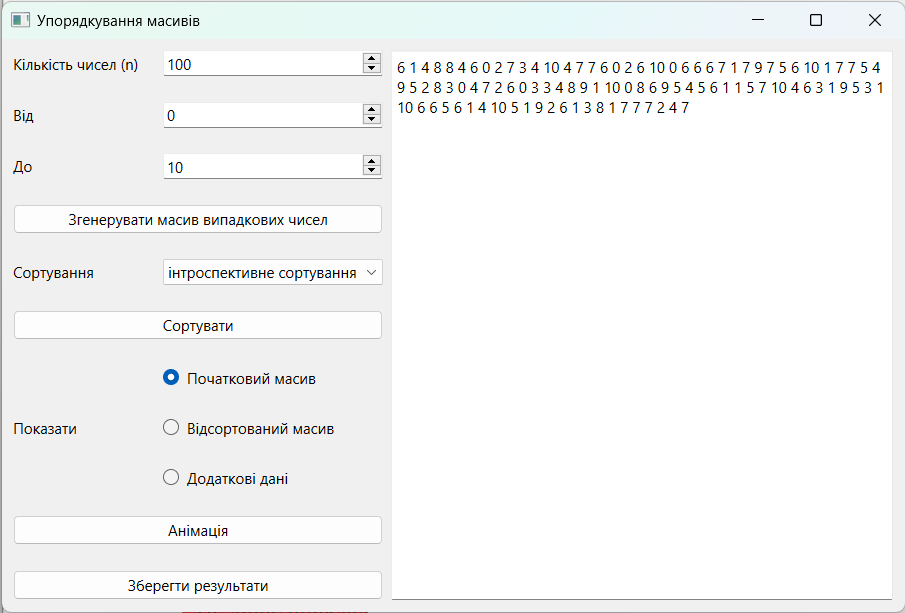 Упорядкування масивів
Кількість чисел (n)
100
Від
0
До
10
Згенерувати масив випадкових чисел
Сортування
інтроспективне сортування
Сортувати
Показати
Початковий масив
Відсортований масив
Додаткові дані
Анімація
Зберегти результати
6 1 4 8 8 4 6 0 2 7 3 4 10 4 7 7 6 0 2 6 10 0 6 6 6 7 1 7 9 7 5 6 10 1 7 7 5 4
9 5 2 8 3 0 4 7 2 6 0 3 3 4 8 9 1 10 0 8 6 9 5 4 5 6 1 1 5 7 10 4 6 3 1 9 5 3 1
10 6 6 5 6 1 4 10 5 1 9 2 6 1 3 8 1 7 7 7 2 4 7